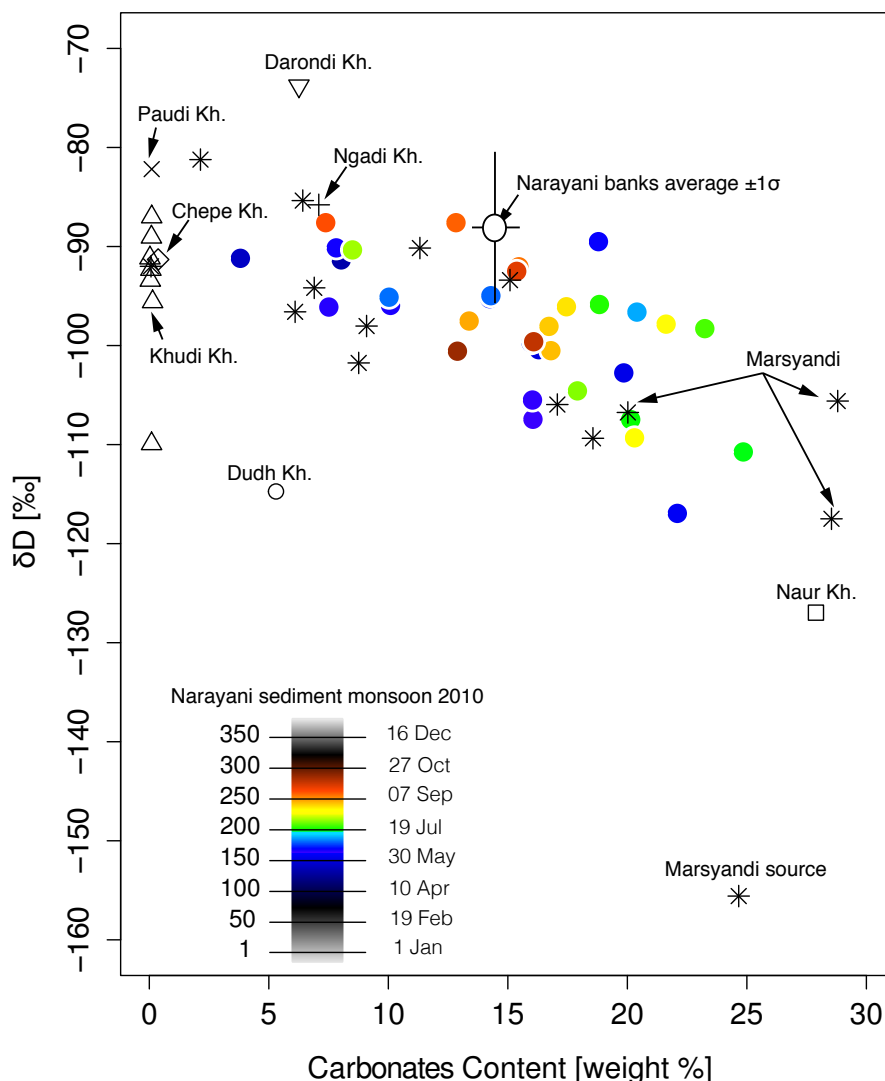 −70
−80
−90
−100
−110
−120
−130
−140
−150
−160
δD [‰]
Darondi Kh.
Paudi Kh.
Ngadi Kh.
Narayani banks average ±1σ
Chepe Kh.
Khudi Kh.
Marsyandi
Dudh Kh.
Naur Kh.
Narayani sediment monsoon 2010
350 16 Dec
300 27 Oct
250 07 Sep
200 19 Jul
150 30 May
100 10 Apr
50 19 Feb
1 1 Jan
Marsyandi source
0 5 10 15 20 25 30
Carbonates Content [weight %]